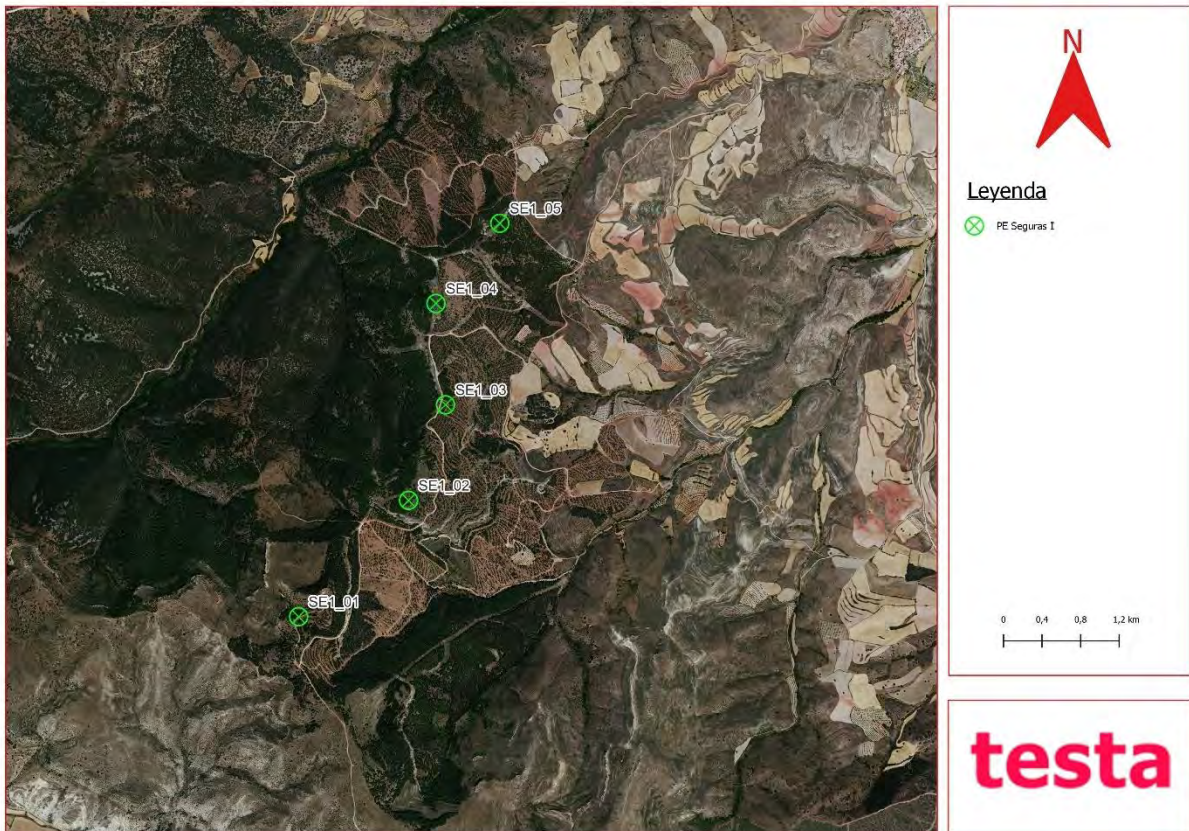 SE1_05
SE1_04
SE1_03
SE1_02
SE1_01
N
Leyenda
PE Seguras I
0 0,4 0,8 1,2 km
testa